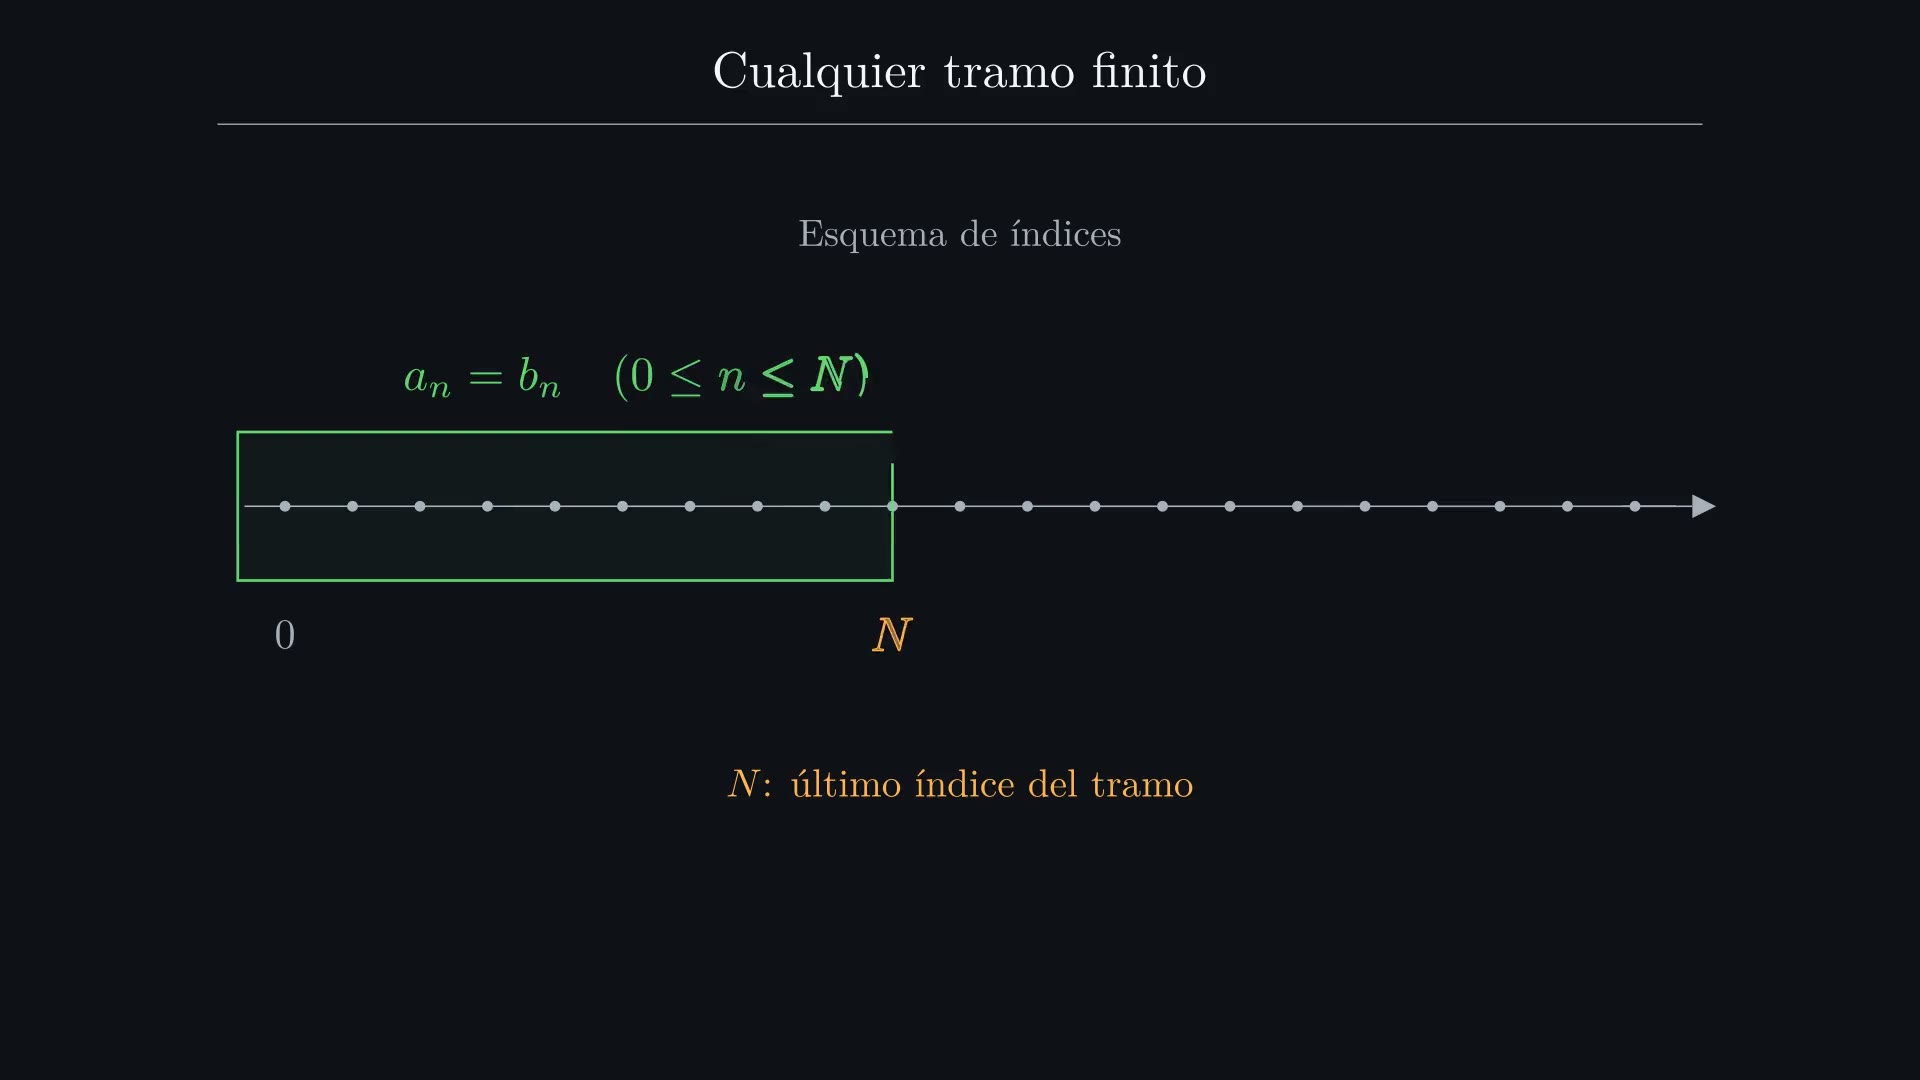 Cualquier tramo finito
Esquema de índices
aₙ = bₙ (0 ≤ n ≤ N)
0 N
N: último índice del tramo